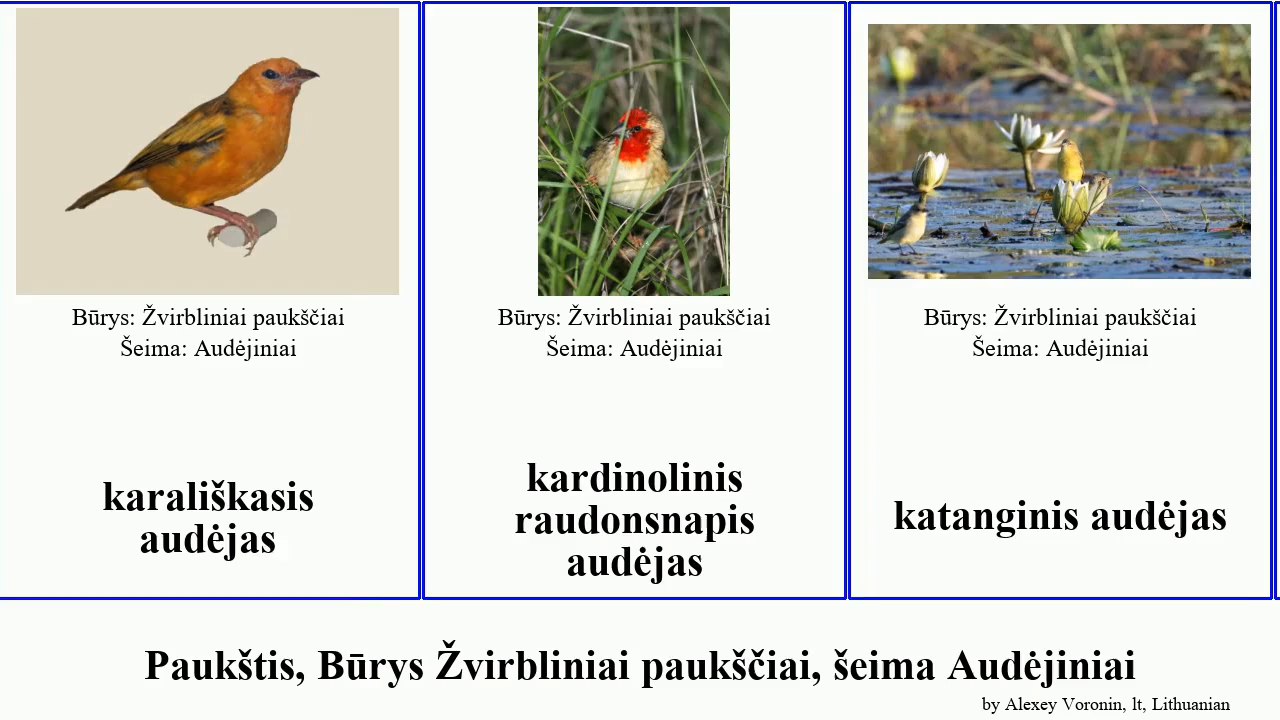 Būrys: Žvirbliniai paukščiai
Šeima: Audėjiniai
karališkasis
audėjas
Būrys: Žvirbliniai paukščiai
Šeima: Audėjiniai
kardinolinis
raudonsnapis
audėjas
Būrys: Žvirbliniai paukščiai
Šeima: Audėjiniai
katanginis audėjas
Paukštis, Būrys Žvirbliniai paukščiai, šeima Audėjiniai
by Alexey Voronin, lt, Lithuanian